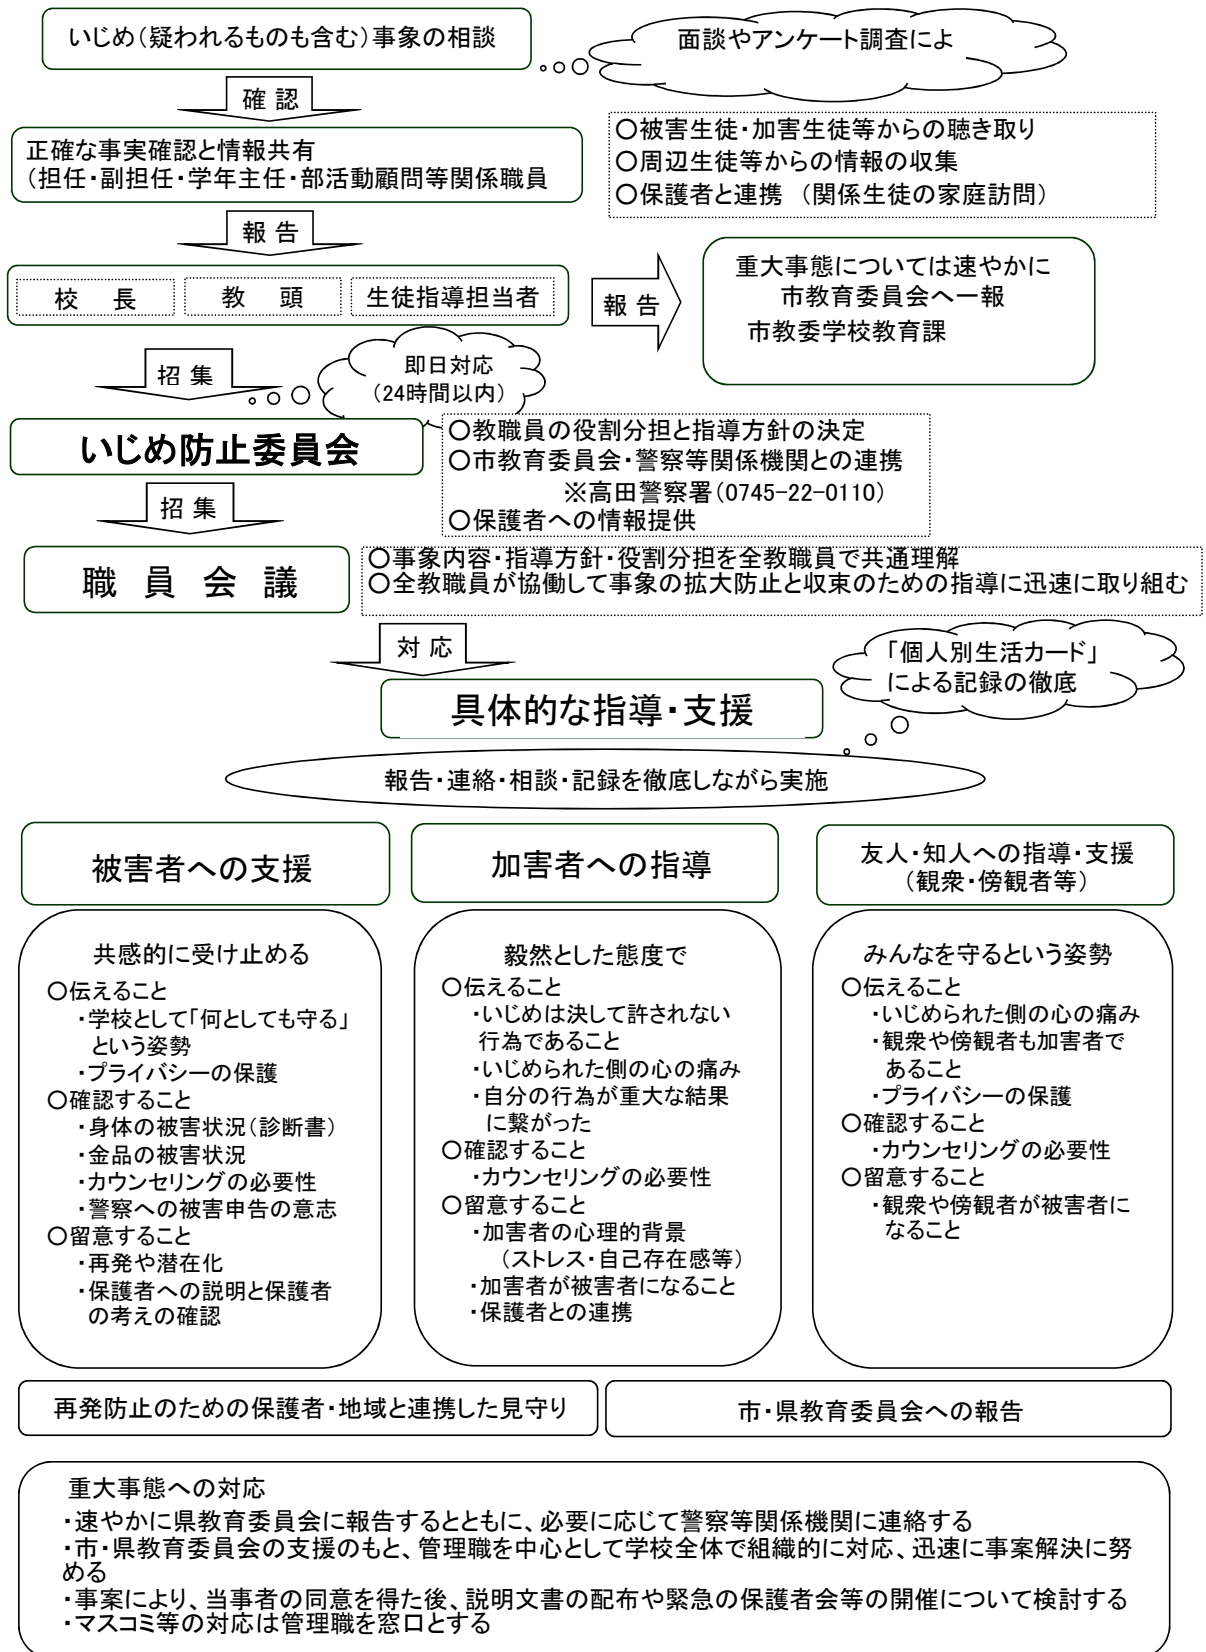 いじめ(疑われるものも含む)事象の相談
面談やアンケート調査によ
確 認
正確な事実確認と情報共有
(担任・副担任・学年主任・部活動顧問等関係職員
〇被害生徒・加害生徒等からの聴き取り
〇周辺生徒等からの情報の収集
〇保護者と連携 (関係生徒の家庭訪問)
報 告
校 長
教 頭
生徒指導担当者
報 告
重大事態については速やかに
市教育委員会へ一報
市教委学校教育課
招 集
即日対応
(24時間以内)
いじめ防止委員会
〇教職員の役割分担と指導方針の決定
〇市教育委員会・警察等関係機関との連携
※高田警察署(0745-22-0110)
〇保護者への情報提供
招 集
職 員 会 議
〇事象内容・指導方針・役割分担を全教職員で共通理解
〇全教職員が協働して事象の拡大防止と収束のための指導に迅速に取り組む
対 応
「個人別生活カード」
による記録の徹底
具体的な指導・支援
報告・連絡・相談・記録を徹底しながら実施
被害者への支援
共感的に受け止める
〇伝えること
・学校として「何としても守る」
という姿勢
・プライバシーの保護
〇確認すること
・身体の被害状況(診断書)
・金品の被害状況
・カウンセリングの必要性
・警察への被害申告の意志
〇留意すること
・再発や潜在化
・保護者への説明と保護者
の考えの確認
加害者への指導
毅然とした態度で
〇伝えること
・いじめは決して許されない
行為であること
・いじめられた側の心の痛み
・自分の行為が重大な結果
に繋がった
〇確認すること
・カウンセリングの必要性
〇留意すること
・加害者の心理的背景
(ストレス・自己存在感等)
・加害者が被害者になること
・保護者との連携
友人・知人への指導・支援
(観衆・傍観者等)
みんなを守るという姿勢
〇伝えること
・いじめられた側の心の痛み
・観衆や傍観者も加害者で
あること
・プライバシーの保護
〇確認すること
・カウンセリングの必要性
〇留意すること
・観衆や傍観者が被害者に
なること
再発防止のための保護者・地域と連携した見守り
市・県教育委員会への報告
重大事態への対応
・速やかに県教育委員会に報告するとともに、必要に応じて警察等関係機関に連絡する
・市・県教育委員会の支援のもと、管理職を中心として学校全体で組織的に対応、迅速に事案解決に努
める
・事案により、当事者の同意を得た後、説明文書の配布や緊急の保護者会等の開催について検討する
・マスコミ等の対応は管理職を窓口とする